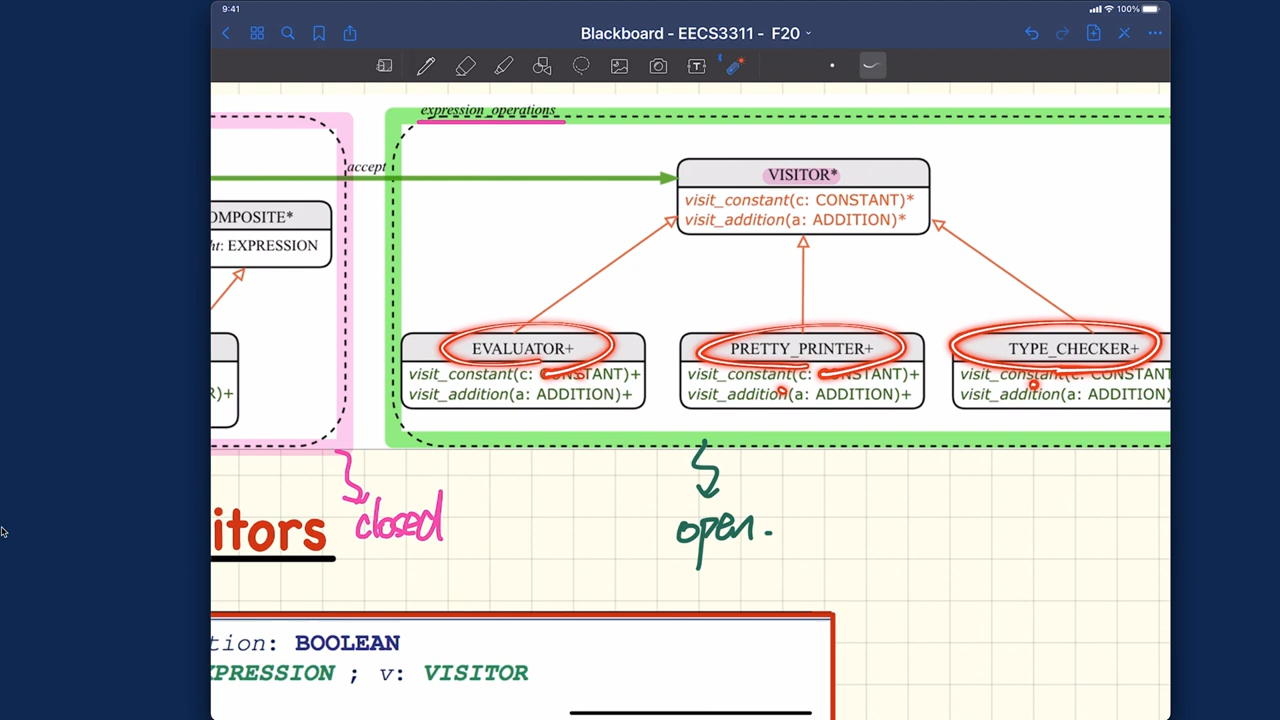 9:41
100%
Blackboard - EECS3311 - F20
expression_operations
accept
VISITOR*
visit_constant(c: CONSTANT)*
visit_addition(a: ADDITION)*
OMPOSITE*
ht: EXPRESSION
EVALUATOR+
visit_constant(c: CONSTANT)+
visit_addition(a: ADDITION)+
PRETTY_PRINTER+
visit_constant(c: CONSTANT)+
visit_addition(a: ADDITION)+
TYPE_CHECKER+
visit_constant(c: CONSTANT
visit_addition(a: ADDITION)
R)+
closed
open.
itors
tion: BOOLEAN
XPRESSION ; v: VISITOR